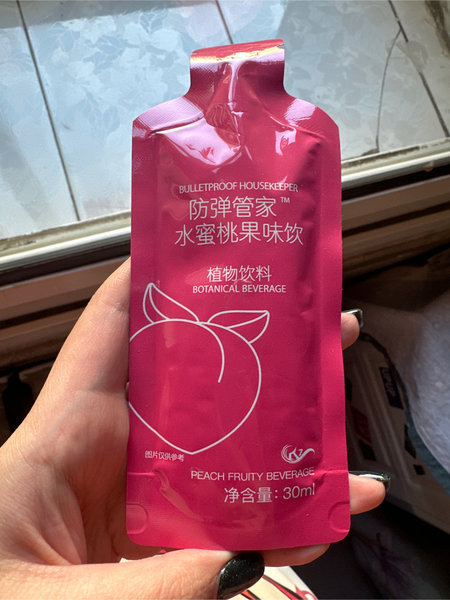 BULLETPROOF HOUSEKEEPER
防弹管家™
水蜜桃果味饮
植物饮料
BOTANICAL BEVERAGE
图片仅供参考
PEACH FRUITY BEVERAGE
净含量：30ml